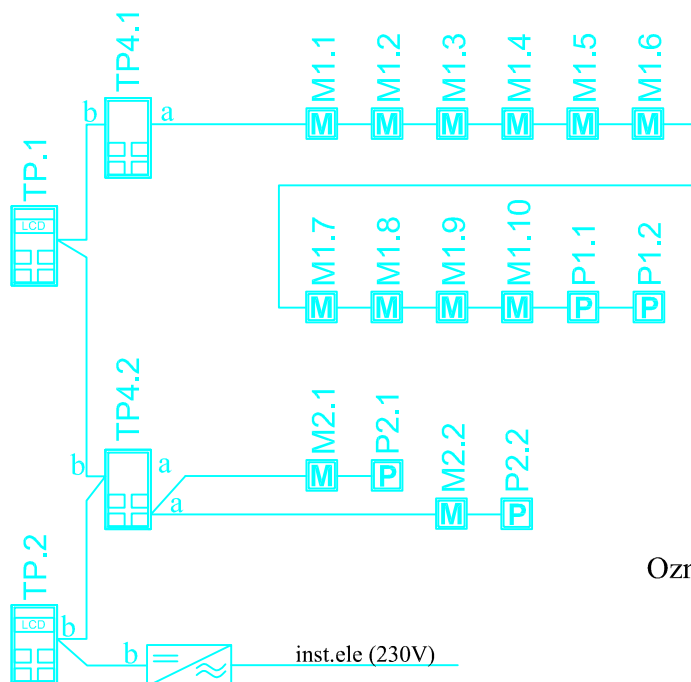 TP4.1
M1.1 M1.2 M1.3 M1.4 M1.5 M1.6
b a
M M M M M M
TP.1
LCD
M1.7 M1.8 M1.9 M1.10 P1.1 P1.2
M M M M P P
TP4.2
M2.1 P2.1
M2.2 P2.2
b a
M P
a
M P
TP.2
Ozn
LCD
b
b
inst.ele (230V)